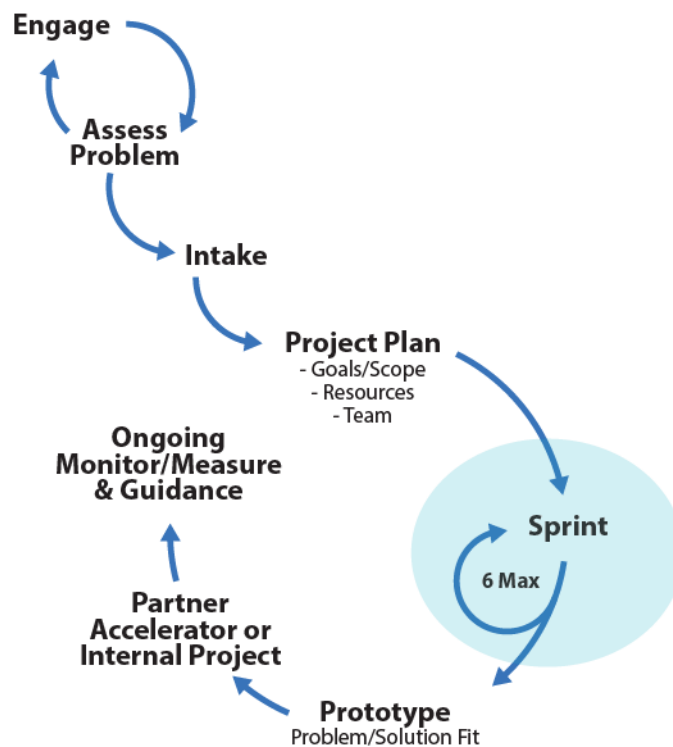 Engage
Assess
Problem
Intake
Project Plan
- Goals/Scope
- Resources
- Team
Sprint
6 Max
Prototype
Problem/Solution Fit
Partner
Accelerator or
Internal Project
Ongoing
Monitor/Measure
& Guidance